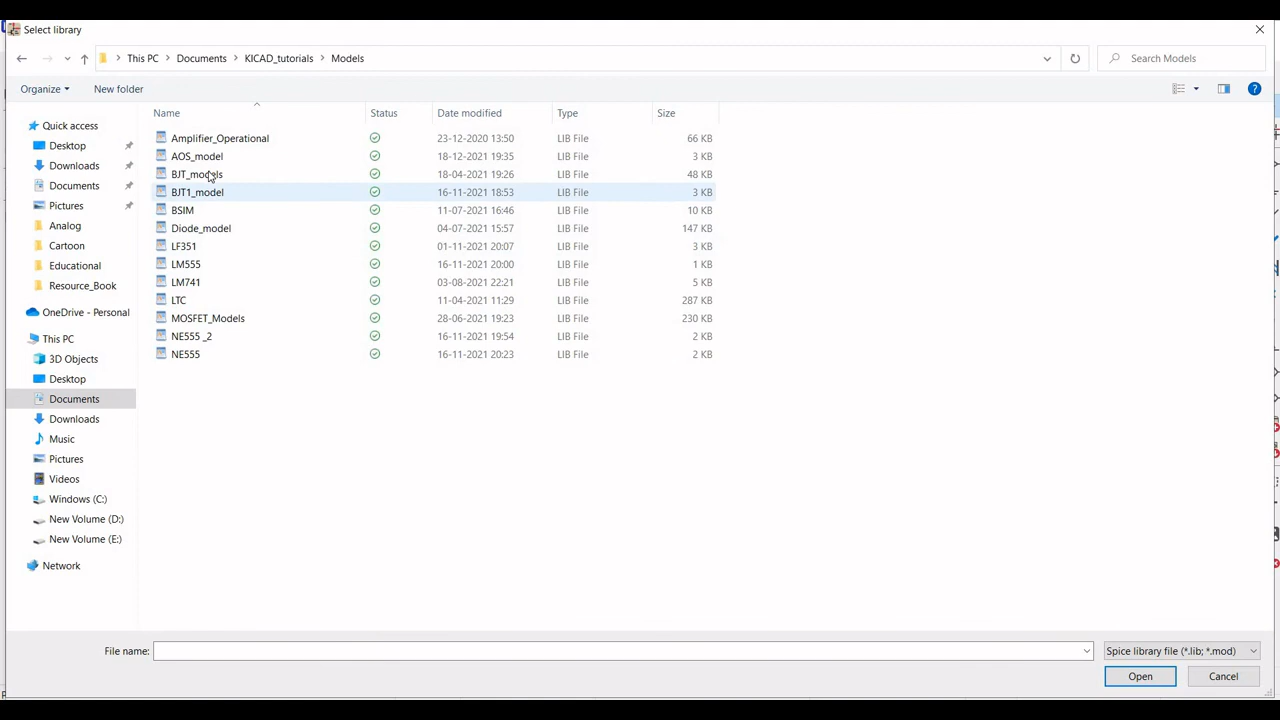 Select library
This PC > Documents > KICAD_tutorials > Models
Search Models
Organize
New folder
Name Status Date modified Type Size
Quick access
Desktop
Downloads
Documents
Pictures
Analog
Cartoon
Educational
Resource_Book
OneDrive - Personal
This PC
3D Objects
Desktop
Documents
Downloads
Music
Pictures
Videos
Windows (C:)
New Volume (D:)
New Volume (E:)
Network
Amplifier_Operational 23-12-2020 13:50 LIB File 66 KB
AOS_model 18-12-2021 19:35 LIB File 3 KB
BJT_models 18-04-2021 19:26 LIB File 48 KB
BJT1_model 16-11-2021 18:53 LIB File 3 KB
BSIM 11-07-2021 16:46 LIB File 10 KB
Diode_model 04-07-2021 15:57 LIB File 147 KB
LF351 01-11-2021 20:07 LIB File 3 KB
LM555 16-11-2021 20:00 LIB File 1 KB
LM741 03-08-2021 22:21 LIB File 5 KB
LTC 11-04-2021 11:29 LIB File 287 KB
MOSFET_Models 28-06-2021 19:23 LIB File 230 KB
NE555 _2 16-11-2021 19:54 LIB File 2 KB
NE555 16-11-2021 20:23 LIB File 2 KB
File name:
Spice library file (*.lib; *.mod)
Open
Cancel